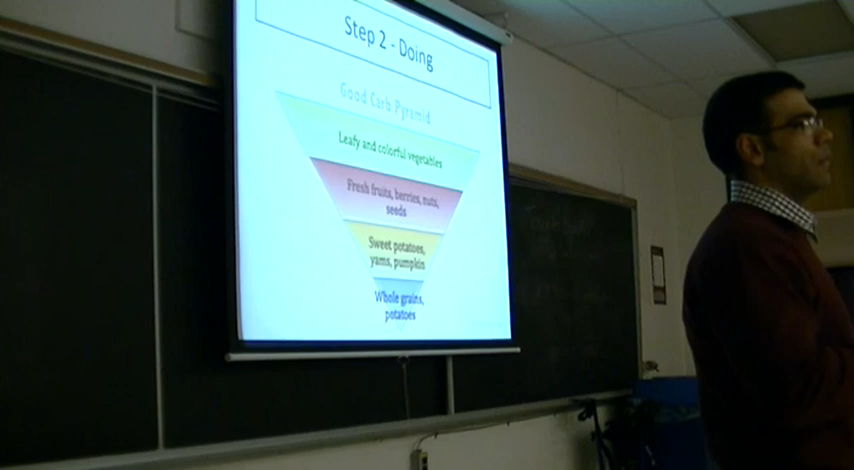 Step 2 - Doing
Good Carb Pyramid
Leafy and colorful vegetables
Fresh fruits, berries, nuts,
seeds
Sweet potatoes,
yams, pumpkin
Whole grains,
potatoes